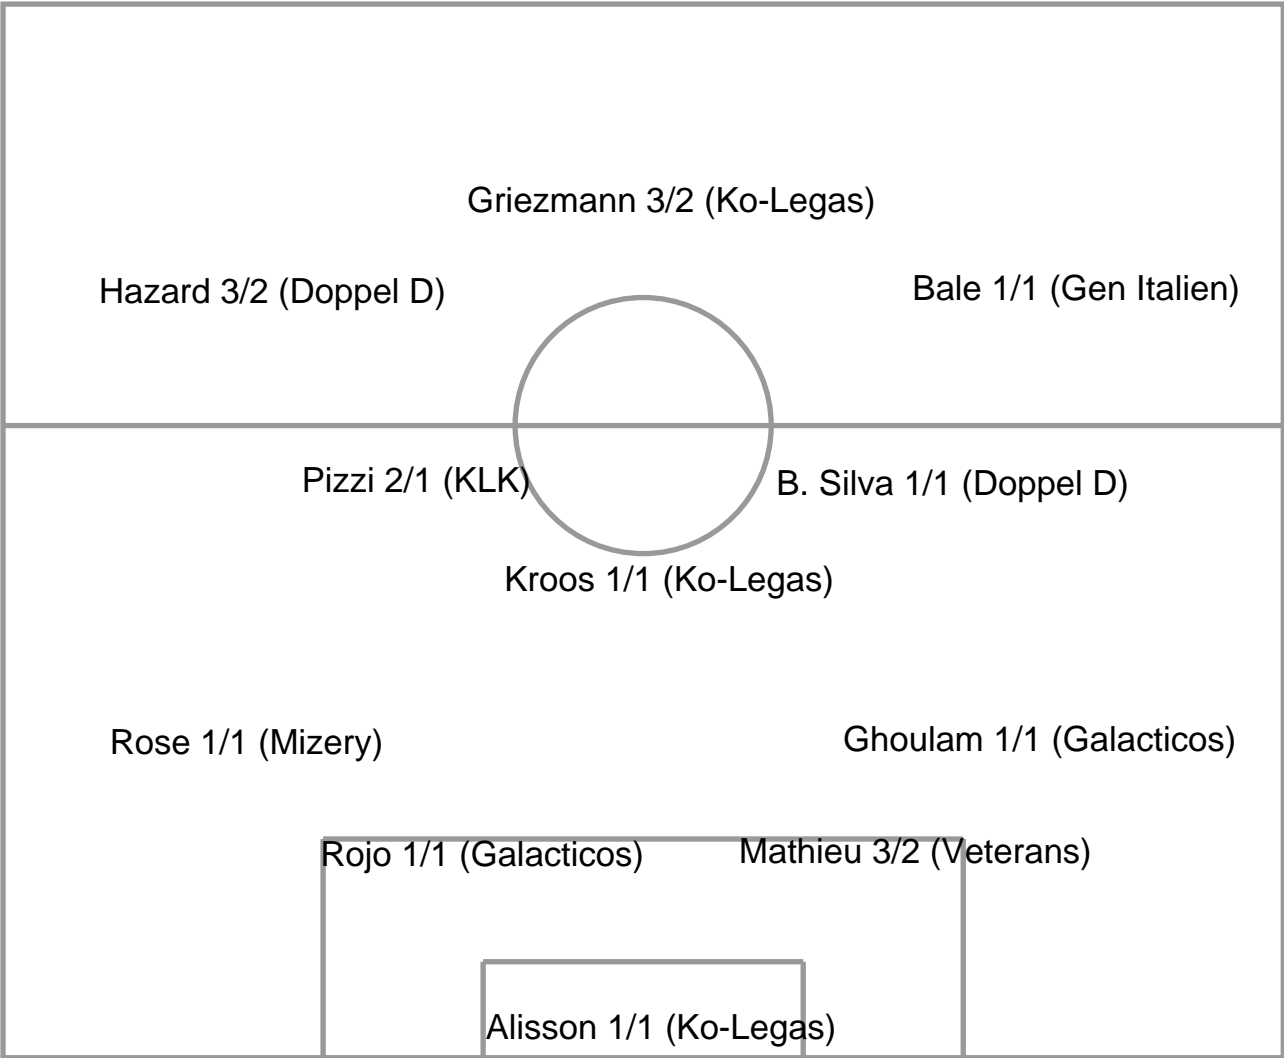 Griezmann 3/2 (Ko-Legas)
Hazard 3/2 (Doppel D)
Bale 1/1 (Gen Italien)
Pizzi 2/1 (KLK)
B. Silva 1/1 (Doppel D)
Kroos 1/1 (Ko-Legas)
Rose 1/1 (Mizery)
Ghoulam 1/1 (Galacticos)
Rojo 1/1 (Galacticos)
Mathieu 3/2 (Veterans)
Alisson 1/1 (Ko-Legas)